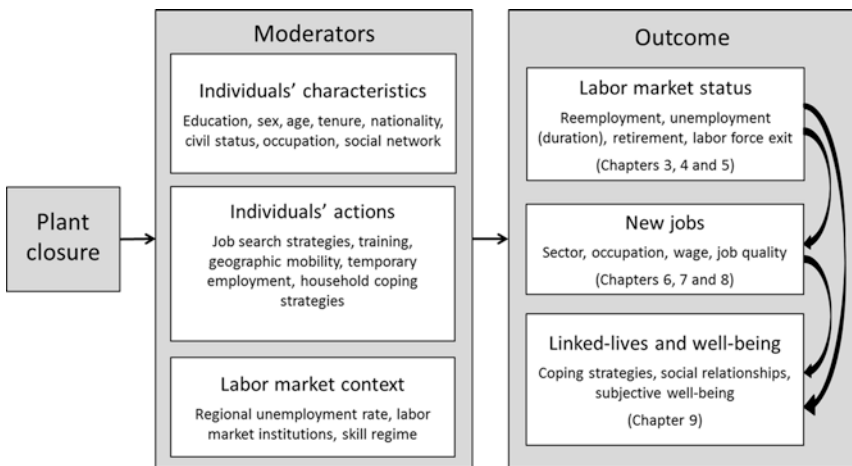 Plant
closure
Moderators
Individuals’ characteristics
Education, sex, age, tenure, nationality,
civil status, occupation, social network
Individuals’ actions
Job search strategies, training,
geographic mobility, temporary
employment, household coping
strategies
Labor market context
Regional unemployment rate, labor
market institutions, skill regime
Outcome
Labor market status
Reemployment, unemployment
(duration), retirement, labor force exit
(Chapters 3, 4 and 5)
New jobs
Sector, occupation, wage, job quality
(Chapters 6, 7 and 8)
Linked-lives and well-being
Coping strategies, social relationships,
subjective well-being
(Chapter 9)